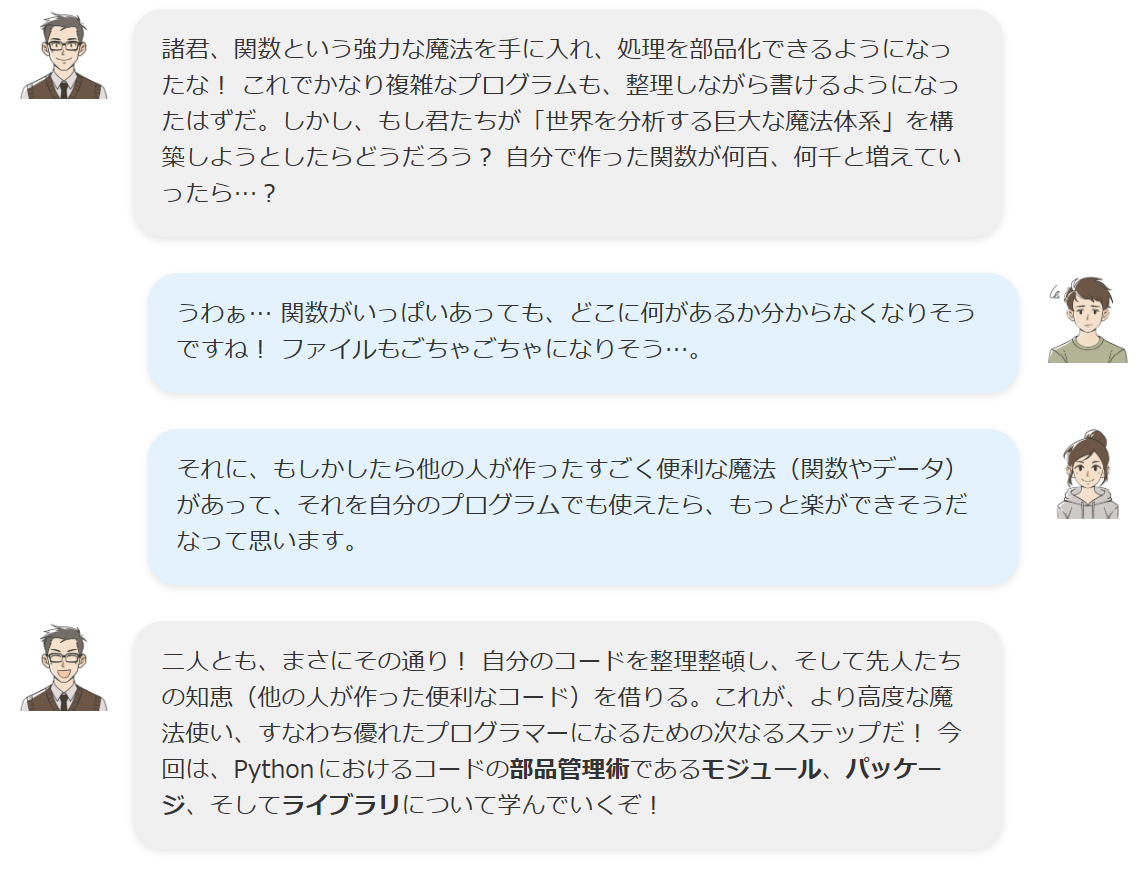 諸君、関数という強力な魔法を手に入れ、処理を部品化できるようになっ
たな！ これでかなり複雑なプログラムも、整理しながら書けるようになっ
たはずだ。しかし、もし君たちが「世界を分析する巨大な魔法体系」を構
築しようとしたらどうだろう？ 自分で作った関数が何百、何千と増えてい
ったら…？
うわぁ… 関数がいっぱいあっても、どこに何があるか分からなくなりそう
ですね！ ファイルもごちゃごちゃになりそう…。
それに、もしかしたら他の人が作ったすごく便利な魔法（関数やデータ）
があって、それを自分のプログラムでも使えたら、もっと楽ができそうだ
なって思います。
二人とも、まさにその通り！ 自分のコードを整理整頓し、そして先人たち
の知恵（他の人が作った便利なコード）を借りる。これが、より高度な魔
法使い、すなわち優れたプログラマーになるための次なるステップだ！ 今
回は、Pythonにおけるコードの部品管理術であるモジュール、パッケー
ジ、そしてライブラリについて学んでいくぞ！